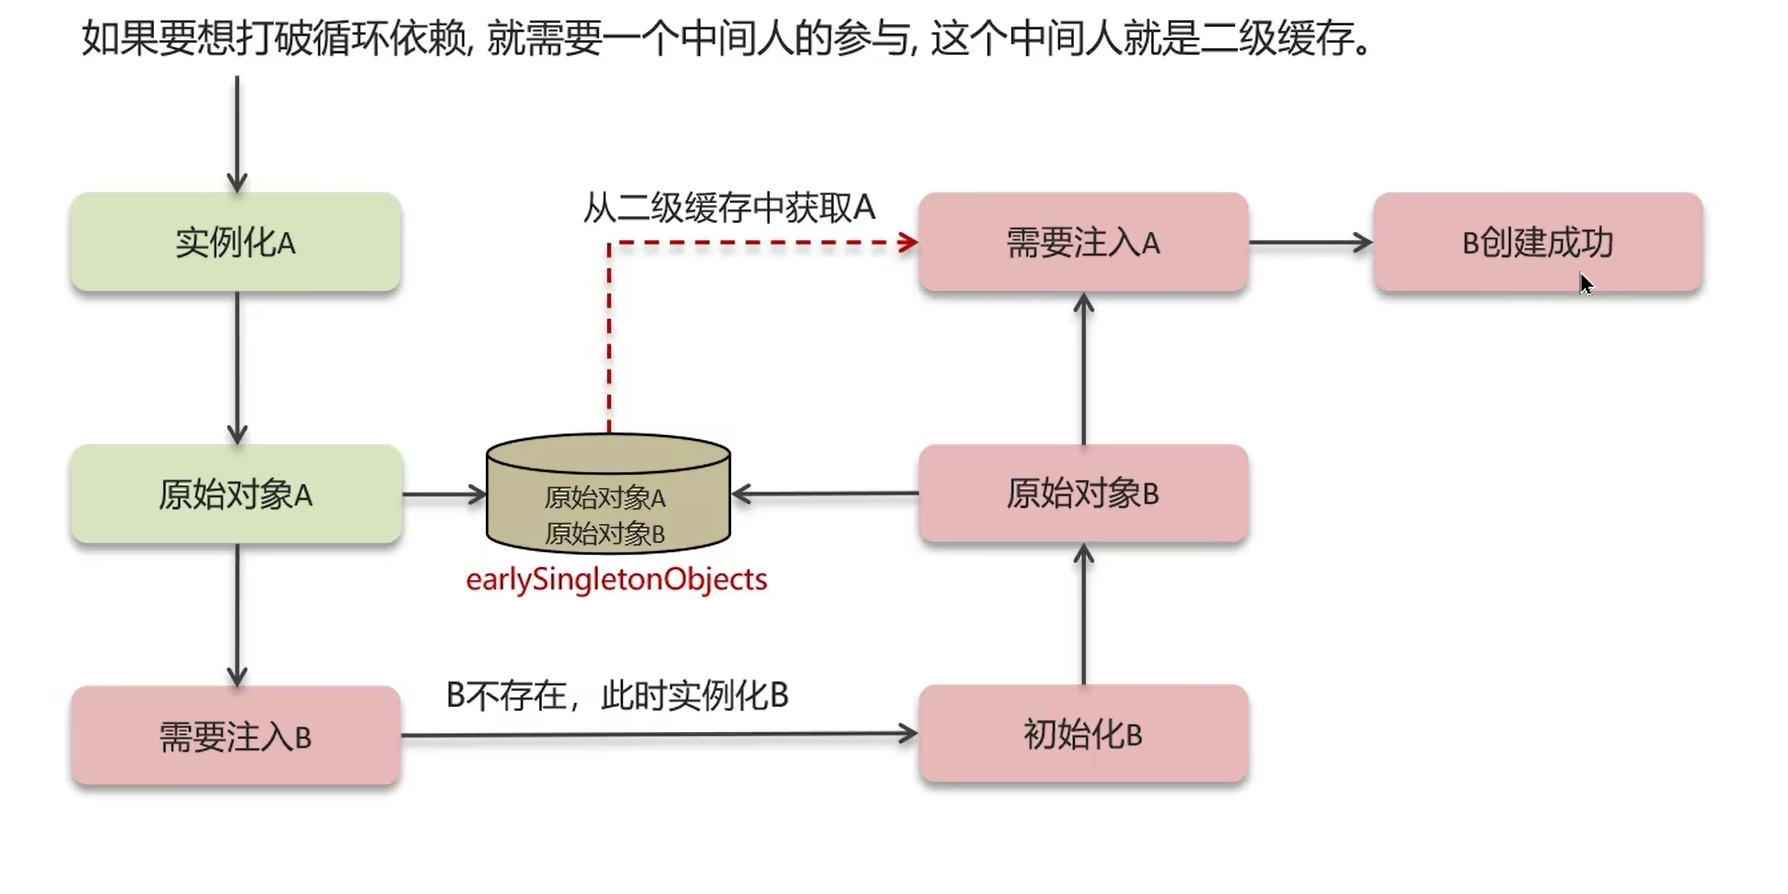 如果要想打破循环依赖, 就需要一个中间人的参与, 这个中间人就是二级缓存。
实例化A
从二级缓存中获取A
需要注入A
B创建成功
原始对象A
原始对象A
原始对象B
earlySingletonObjects
原始对象B
需要注入B
B不存在，此时实例化B
初始化B